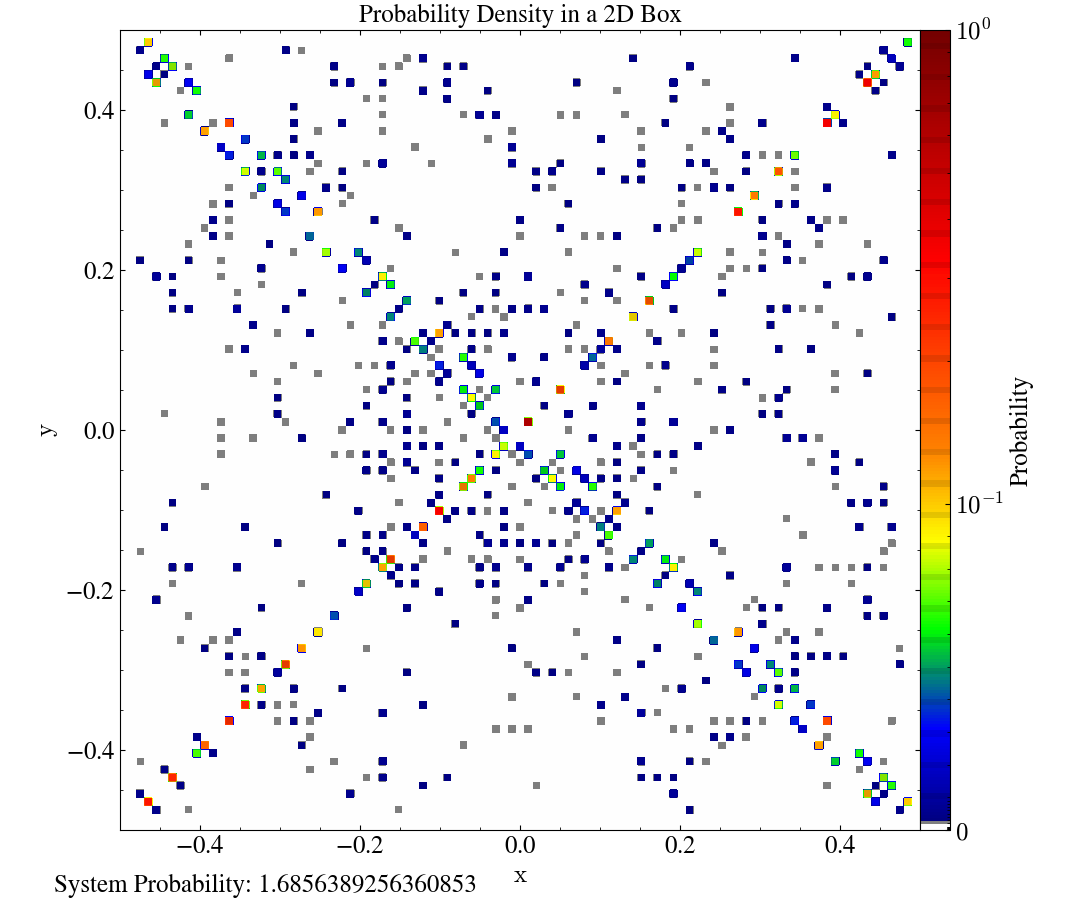 Probability Density in a 2D Box
10^0
0.4
0.2
y
0.0
Probability
10^−1
−0.2
−0.4
0
−0.4 −0.2 0.0 0.2 0.4
x
System Probability: 1.6856389256360853